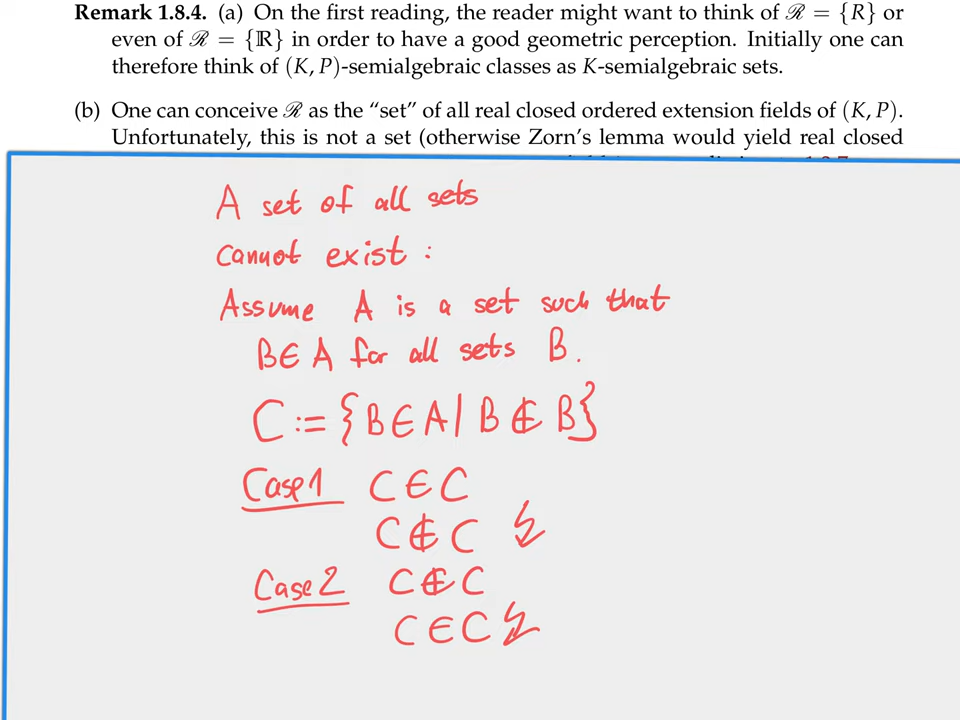 Remark 1.8.4. (a) On the first reading, the reader might want to think of ℛ = {R} or
even of ℛ = {ℝ} in order to have a good geometric perception. Initially one can
therefore think of (K, P)-semialgebraic classes as K-semialgebraic sets.
(b) One can conceive ℛ as the “set” of all real closed ordered extension fields of (K, P).
Unfortunately, this is not a set (otherwise Zorn’s lemma would yield real closed
A set of all sets
cannot exist :
Assume A is a set such that
B∈A for all sets B.
C := {B∈A | B∉B}
Case 1 C∈C
C∉C ↯
Case 2 C∉C
C∈C ↯